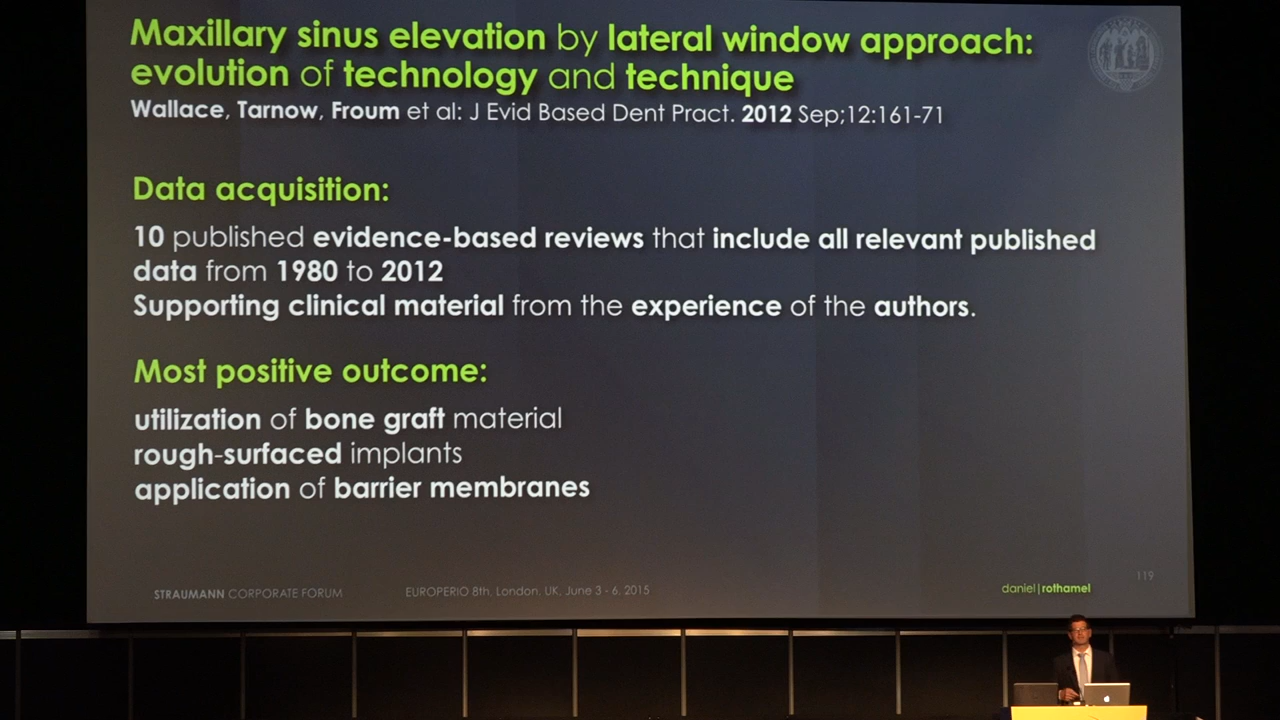 Maxillary sinus elevation by lateral window approach:
evolution of technology and technique
Wallace, Tarnow, Froum et al: J Evid Based Dent Pract. 2012 Sep;12:161-71
Data acquisition:
10 published evidence-based reviews that include all relevant published
data from 1980 to 2012
Supporting clinical material from the experience of the authors.
Most positive outcome:
utilization of bone graft material
rough-surfaced implants
application of barrier membranes
119
STRAUMANN CORPORATE FORUM EUROPERIO 8th, London, UK, June 3 - 6, 2015 daniel|rothamel